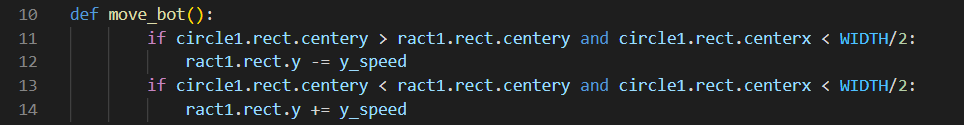 10 def move_bot():
11 if circle1.rect.centery > ract1.rect.centery and circle1.rect.centerx < WIDTH/2:
12 ract1.rect.y -= y_speed
13 if circle1.rect.centery < ract1.rect.centery and circle1.rect.centerx < WIDTH/2:
14 ract1.rect.y += y_speed